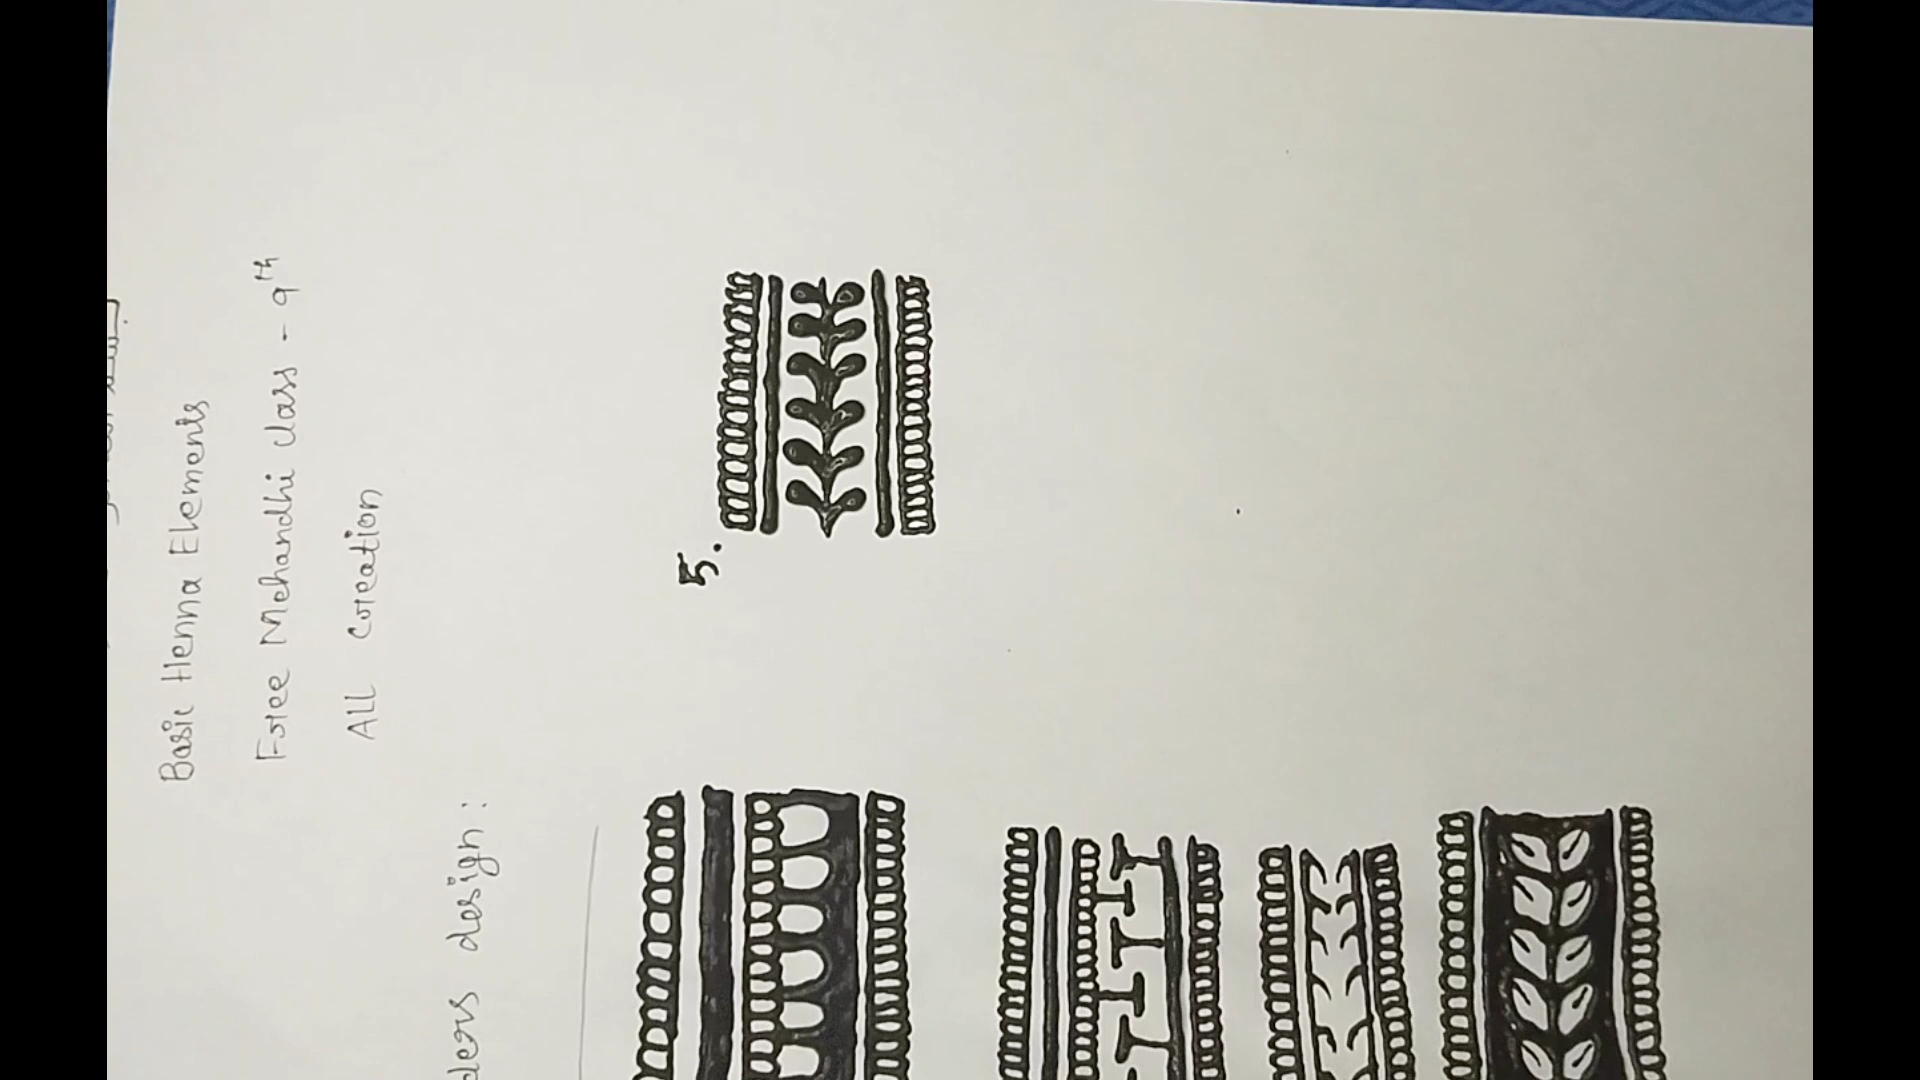 Basic Henna Elements
Free Mehandhi class - 9th
ALL Creation
ders design:
5.